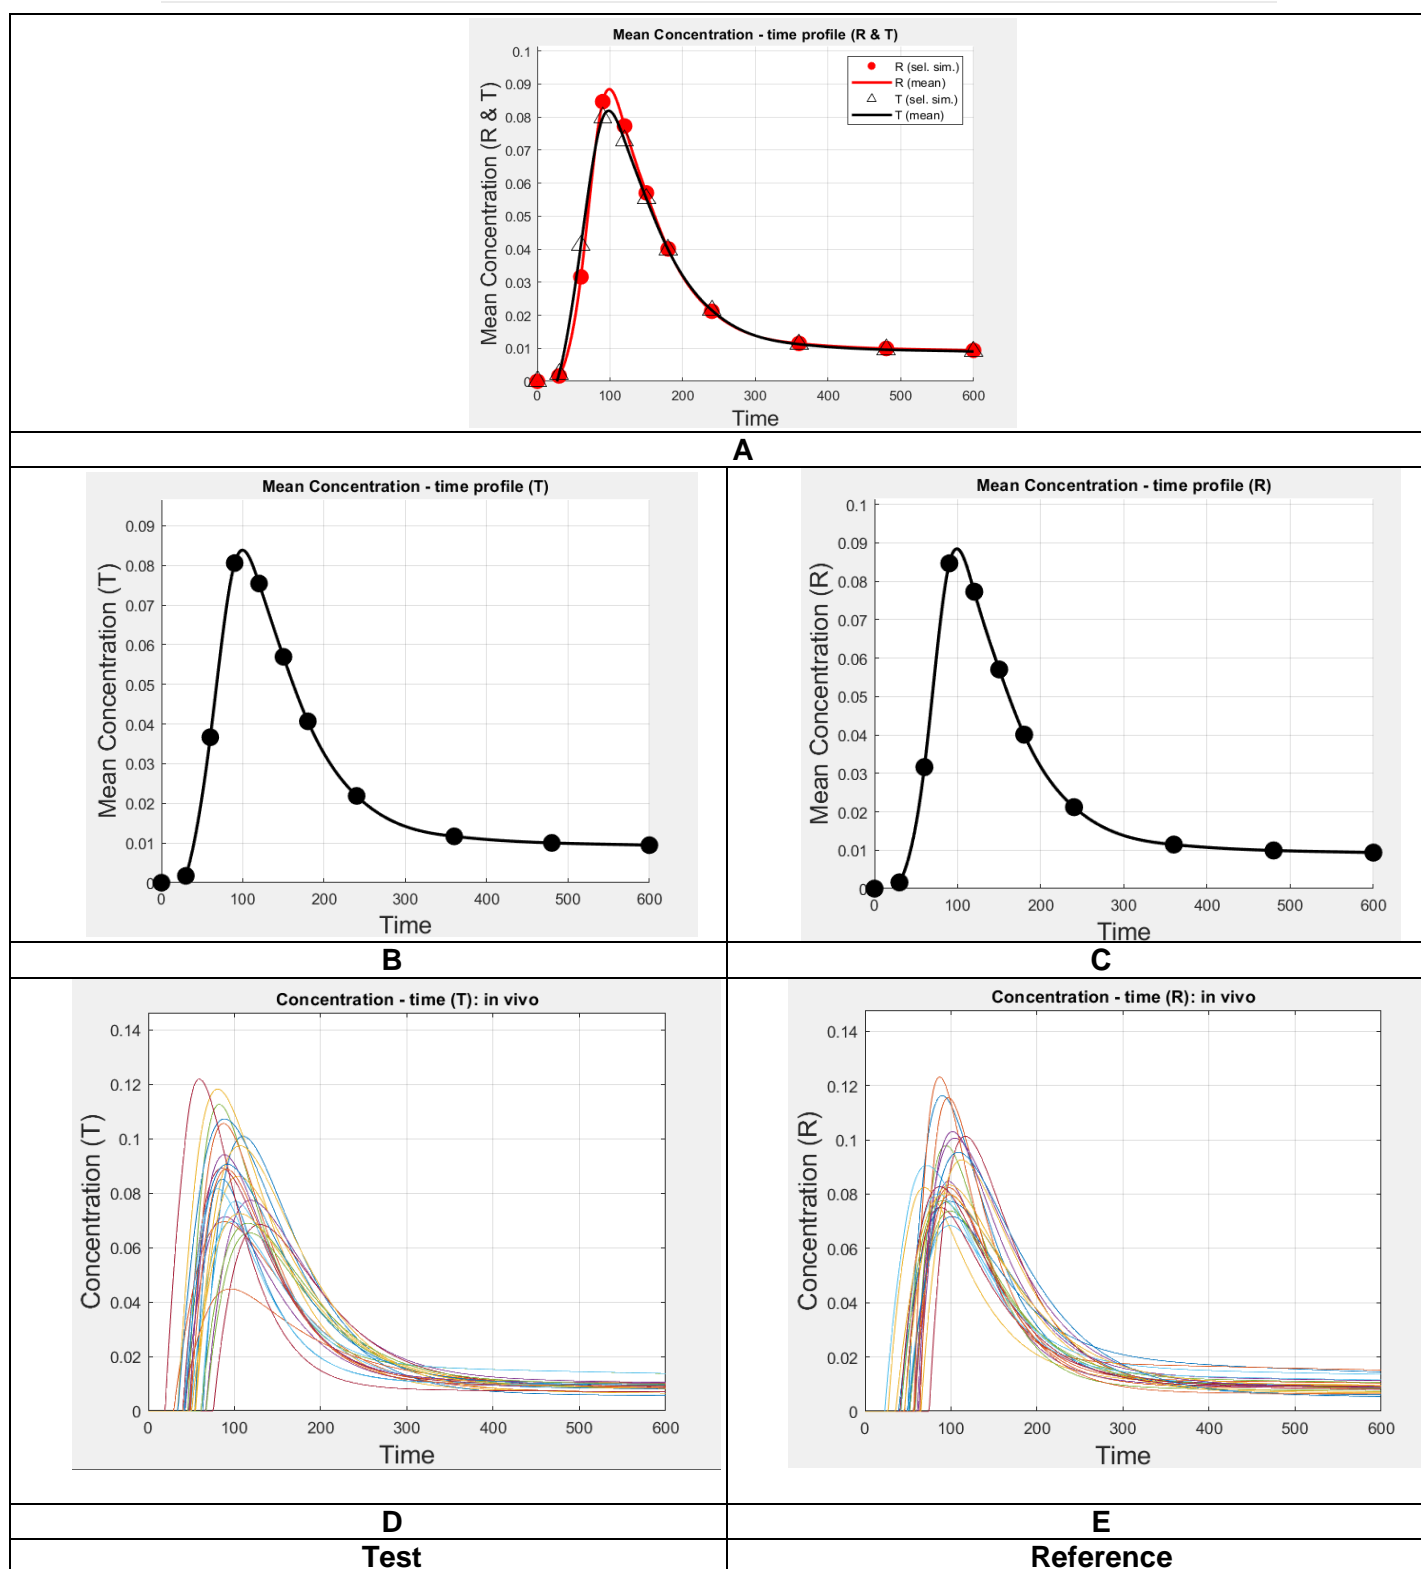 Mean Concentration - time profile (R & T)
Mean Concentration (R & T)
0.1
0.09
0.08
0.07
0.06
0.05
0.04
0.03
0.02
0.01
0
R (sel. sim.)
R (mean)
T (sel. sim.)
T (mean)
0 100 200 300 400 500 600
Time
A
Mean Concentration - time profile (T)
Mean Concentration (T)
0.09
0.08
0.07
0.06
0.05
0.04
0.03
0.02
0.01
0
0 100 200 300 400 500 600
Time
Mean Concentration - time profile (R)
Mean Concentration (R)
0.1
0.09
0.08
0.07
0.06
0.05
0.04
0.03
0.02
0.01
0
0 100 200 300 400 500 600
Time
B C
Concentration - time (T): in vivo
Concentration (T)
0.14
0.12
0.1
0.08
0.06
0.04
0.02
0
0 100 200 300 400 500 600
Time
Concentration - time (R): in vivo
Concentration (R)
0.14
0.12
0.1
0.08
0.06
0.04
0.02
0
0 100 200 300 400 500 600
Time
D E
Test Reference